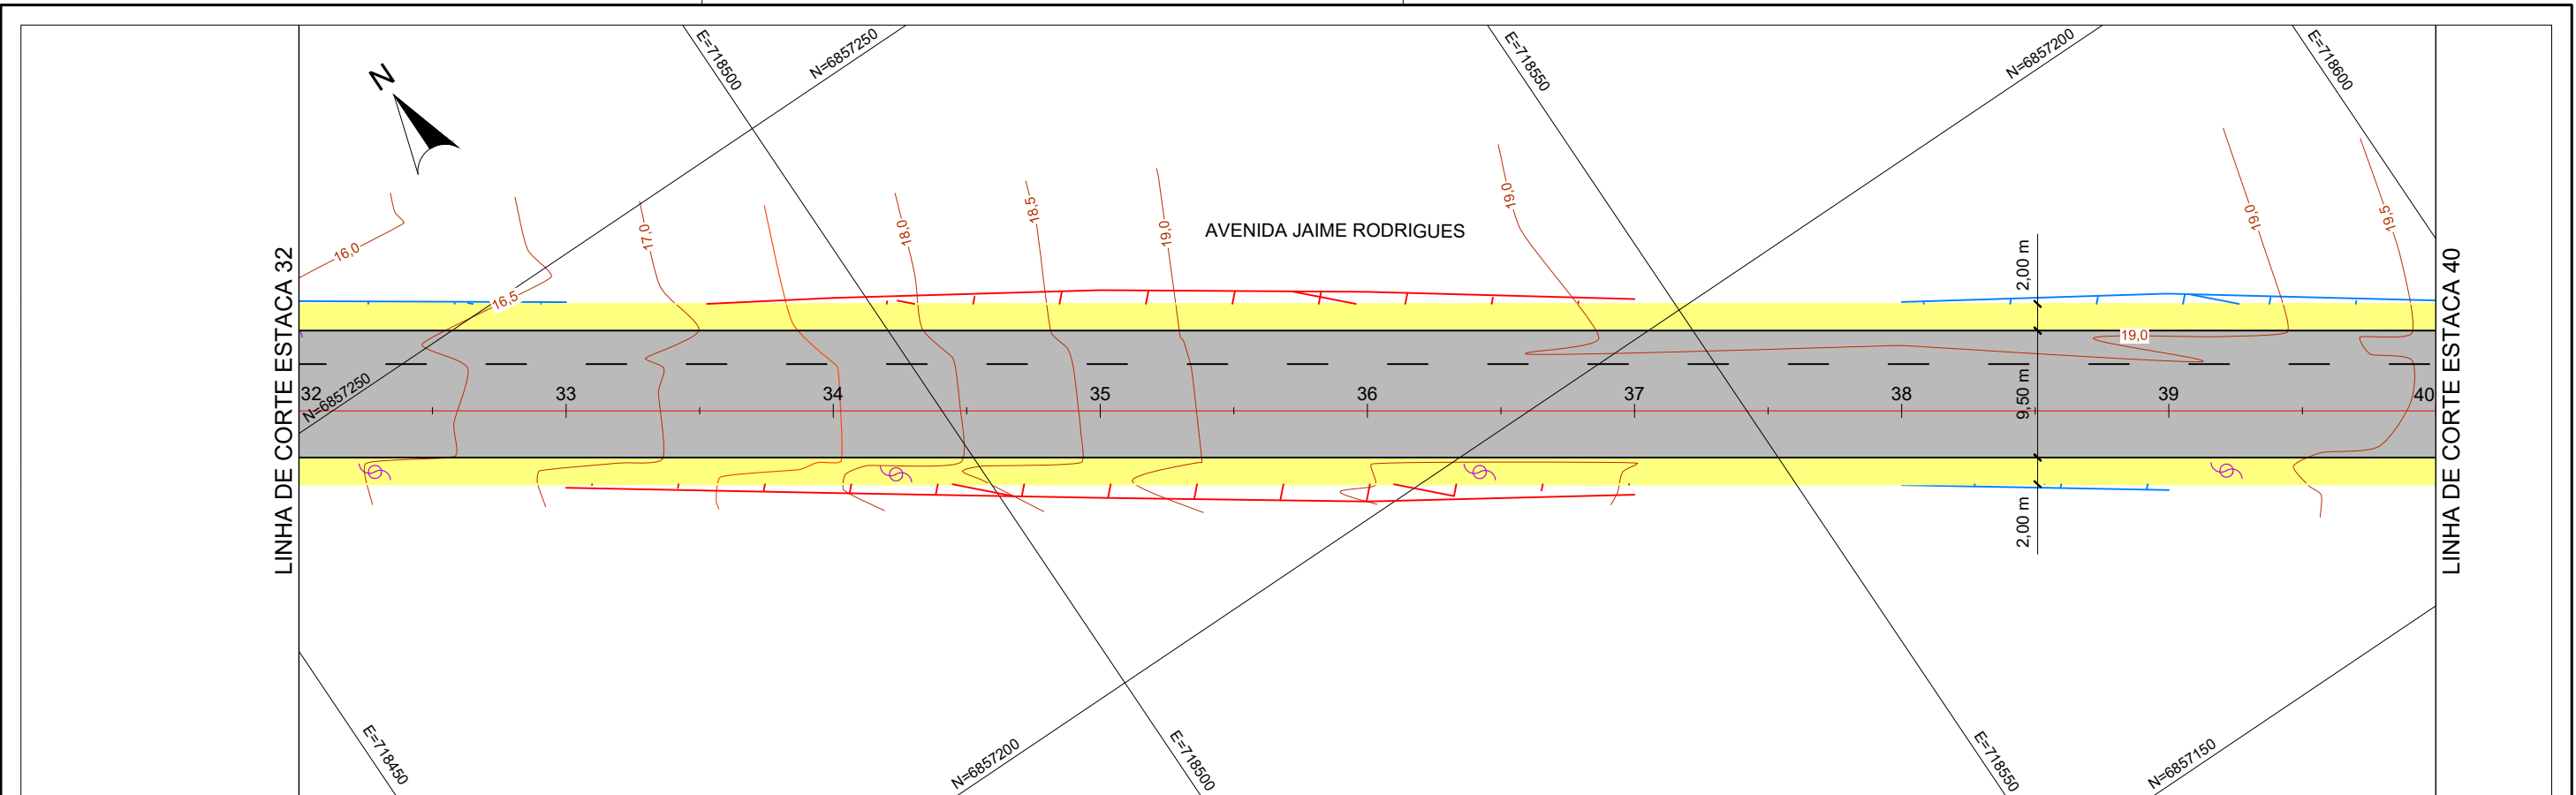 E=718500
N=6857250
E=718550
N=6857200
E=718600
N
16,0
17,0
18,0
18,5
19,0
19,0
19,0
19,5
AVENIDA JAIME RODRIGUES
2,00 m
16,5
19,0
LINHA DE CORTE ESTACA 32
LINHA DE CORTE ESTACA 40
32
33
34
35
36
37
38
39
40
N=6857250
9,50 m
2,00 m
E=718450
N=6857200
E=718500
E=718550
N=6857150